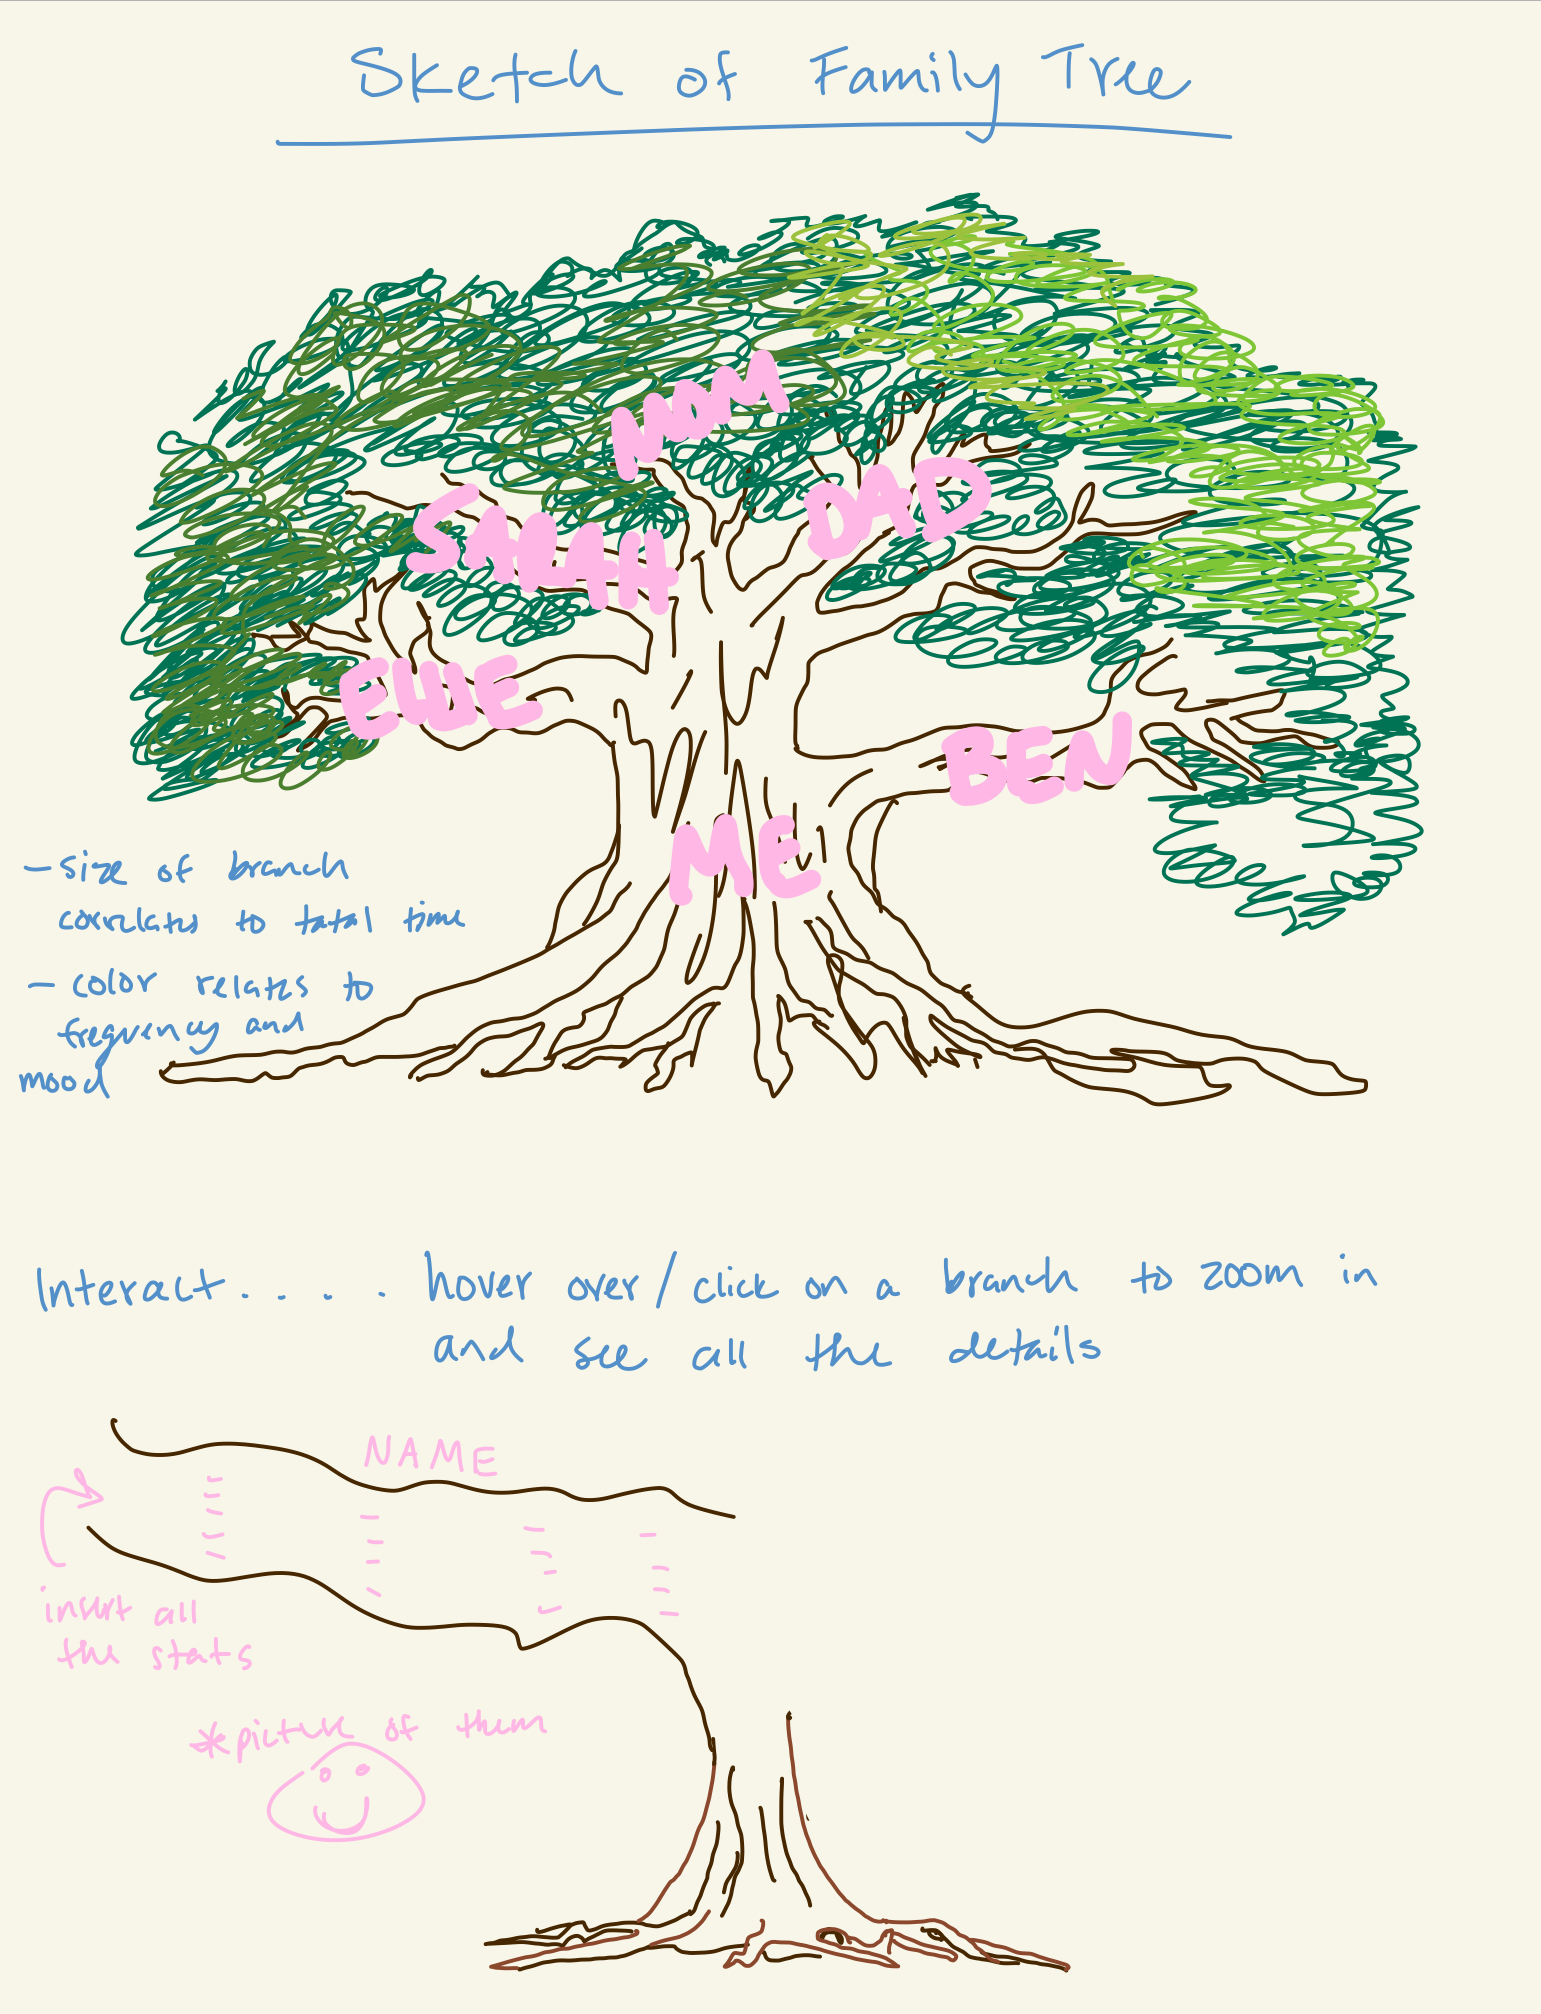 Sketch of Family Tree
MOM
DAD
SARAH
ELLIE
BEN
ME
- size of branch
correlates to total time
- color relates to
frequency and
mood
Interact.... hover over/click on a branch to zoom in
and see all the details
NAME
insert all
the stats
*picture of them